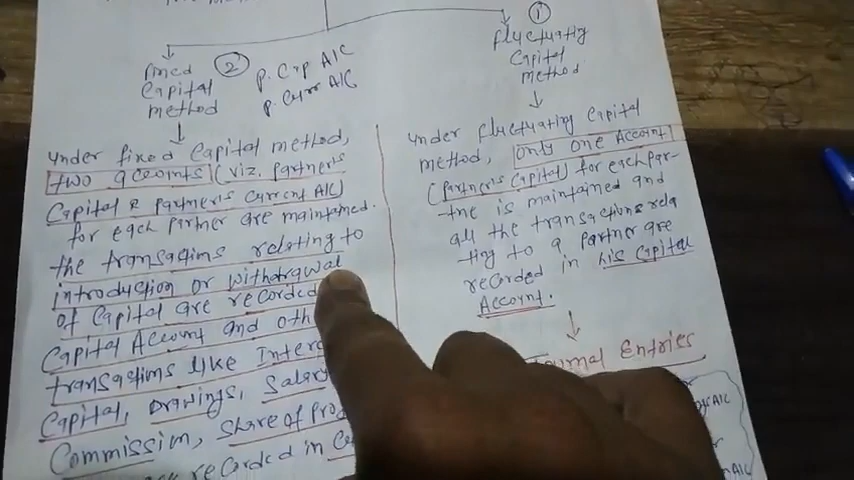 ②
Fixed
Capital
method
P. Cap A/C
P. Curr A/C
under fixed Capital method,
two accounts (viz. Partner's
Capital & Partner's Current A/C)
for each Partner are maintained.
the transactions relating to
introduction or withdrawal
of Capital are recorded
Capital Account and oth
transactions like Inter
Capital, Drawings, Salary
Commission, Share of Pro
recorded in
①
fluctuating
Capital
method
under fluctuating Capital
method, only one Account
(Partner's Capital) for each Par-
tne is maintained and
all the transactions rela
ting to a Partner are
recorded in his Capital
Account.
Journal Entries
A/C
A/C